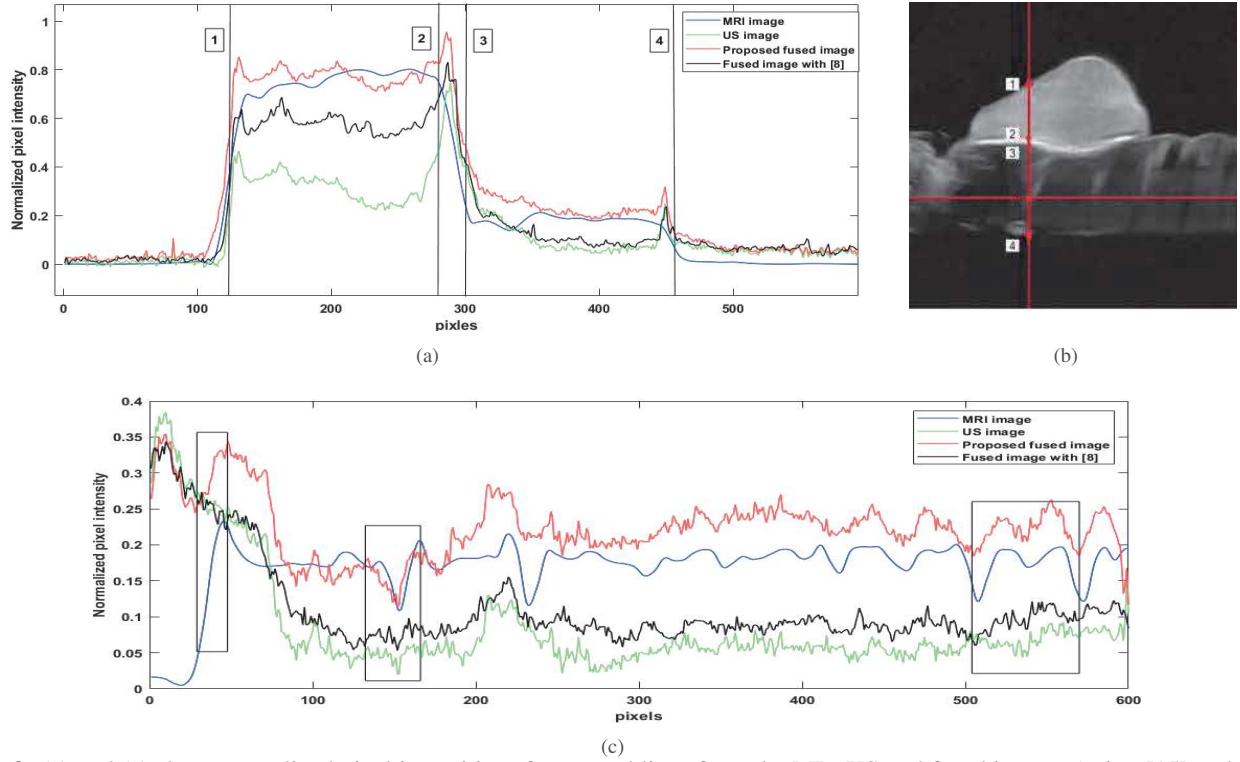 1
0.8
0.6
0.4
0.2
0
Normalized pixel intensity
1
2
3
4
MRI image
US image
Proposed fused image
Fused image with [8]
0
100
200
300
400
500
pixles
(a)
1
2
3
4
(b)
0.4
0.35
0.3
0.25
0.2
0.15
0.1
0.05
0
Normalized pixel intensity
MRI image
US image
Proposed fused image
Fused image with [8]
0
100
200
300
400
500
600
pixels
(c)